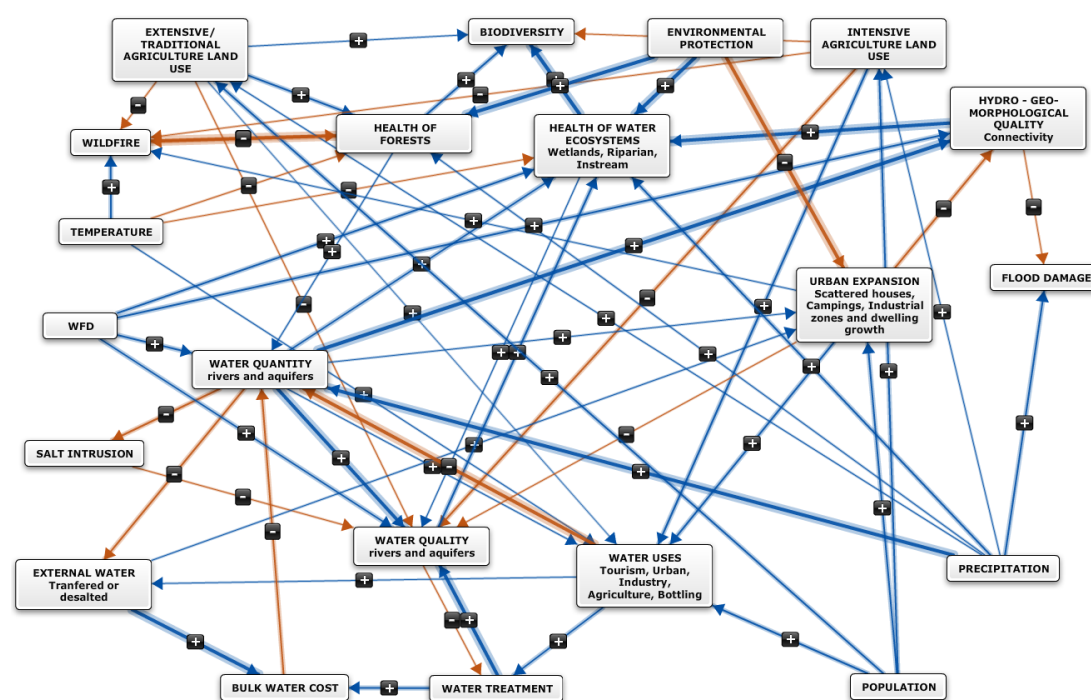 EXTENSIVE/
TRADITIONAL
AGRICULTURE LAND
USE
BIODIVERSITY
ENVIRONMENTAL
PROTECTION
INTENSIVE
AGRICULTURE LAND
USE
HYDRO - GEO-
MORPHOLOGICAL
QUALITY
Connectivity
WILDFIRE
HEALTH OF
FORESTS
HEALTH OF WATER
ECOSYSTEMS
Wetlands, Riparian,
Instream
TEMPERATURE
FLOOD DAMAGE
URBAN EXPANSION
Scattered houses,
Campings, Industrial
zones and dwelling
growth
WFD
WATER QUANTITY
rivers and aquifers
SALT INTRUSION
WATER QUALITY
rivers and aquifers
WATER USES
Tourism, Urban,
Industry,
Agriculture, Bottling
PRECIPITATION
EXTERNAL WATER
Tranfered or
desalted
BULK WATER COST
WATER TREATMENT
POPULATION